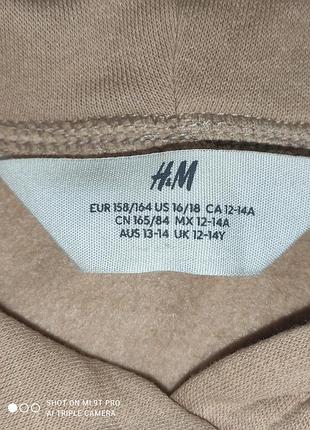 H&M
EUR 158/164 US 16/18 CA 12-14A
CN 165/84 MX 12-14A
AUS 13-14 UK 12-14Y
SHOT ON MI 9T PRO
AI TRIPLE CAMERA